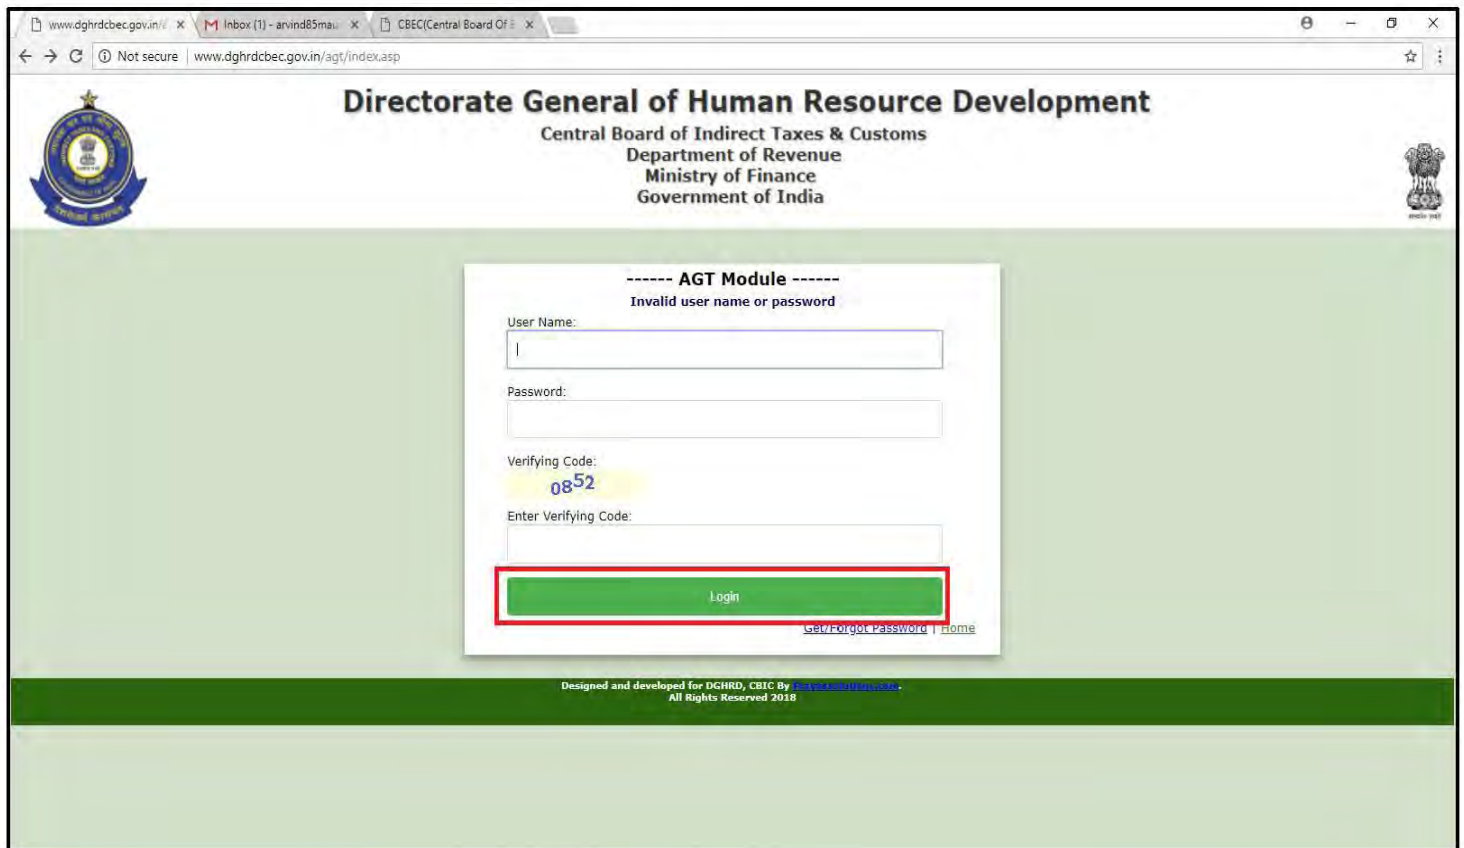 www.dghrdcbec.gov.in/
Inbox (1) - arvind85mau
CBEC(Central Board Of E
Not secure
www.dghrdcbec.gov.in/agt/index.asp
Directorate General of Human Resource Development
Central Board of Indirect Taxes & Customs
Department of Revenue
Ministry of Finance
Government of India
------ AGT Module ------
Invalid user name or password
User Name:
Password:
Verifying Code:
0852
Enter Verifying Code:
Login
Get/Forgot Password | Home
Designed and developed for DGHRD, CBIC By
All Rights Reserved 2018